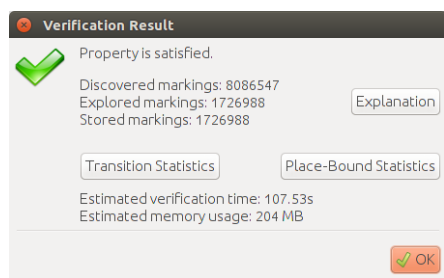 Verification Result
Property is satisfied.
Discovered markings: 8086547
Explored markings: 1726988
Stored markings: 1726988
Explanation
Transition Statistics
Place-Bound Statistics
Estimated verification time: 107.53s
Estimated memory usage: 204 MB
OK